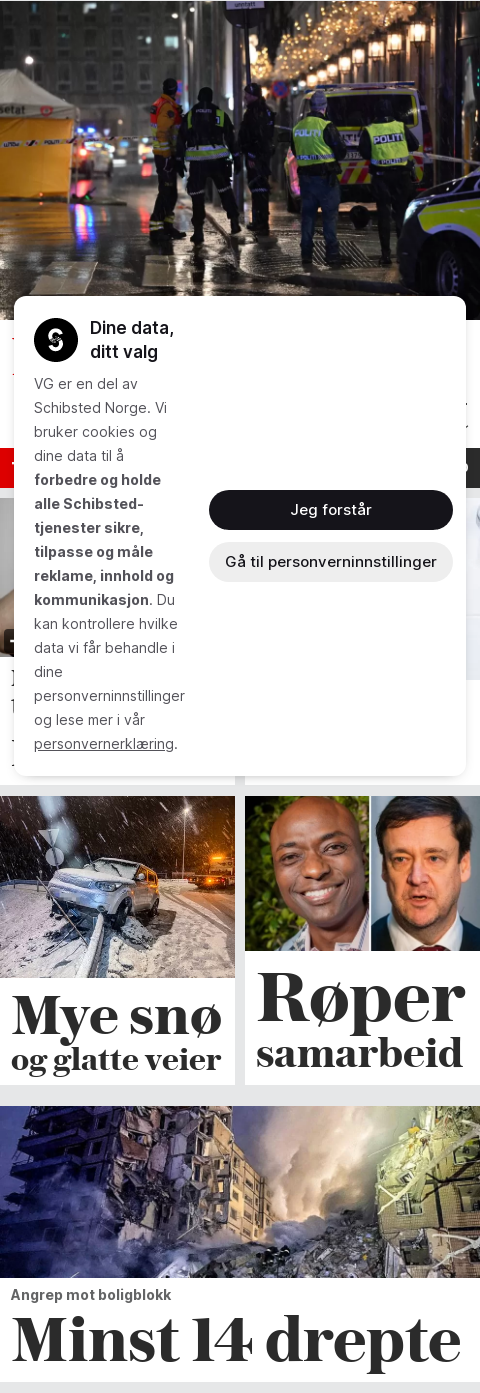 POLITI
POLITI
Dine data,
ditt valg
VG er en del av
Schibsted Norge. Vi
bruker cookies og
dine data til å
forbedre og holde
alle Schibsted-
tjenester sikre,
tilpasse og måle
reklame, innhold og
kommunikasjon. Du
kan kontrollere hvilke
data vi får behandle i
dine
personverninnstillinger
og lese mer i vår
personvernerklæring.
Jeg forstår
Gå til personverninnstillinger
Mye snø
og glatte veier
Røper
samarbeid
Angrep mot boligblokk
Minst 14 drepte